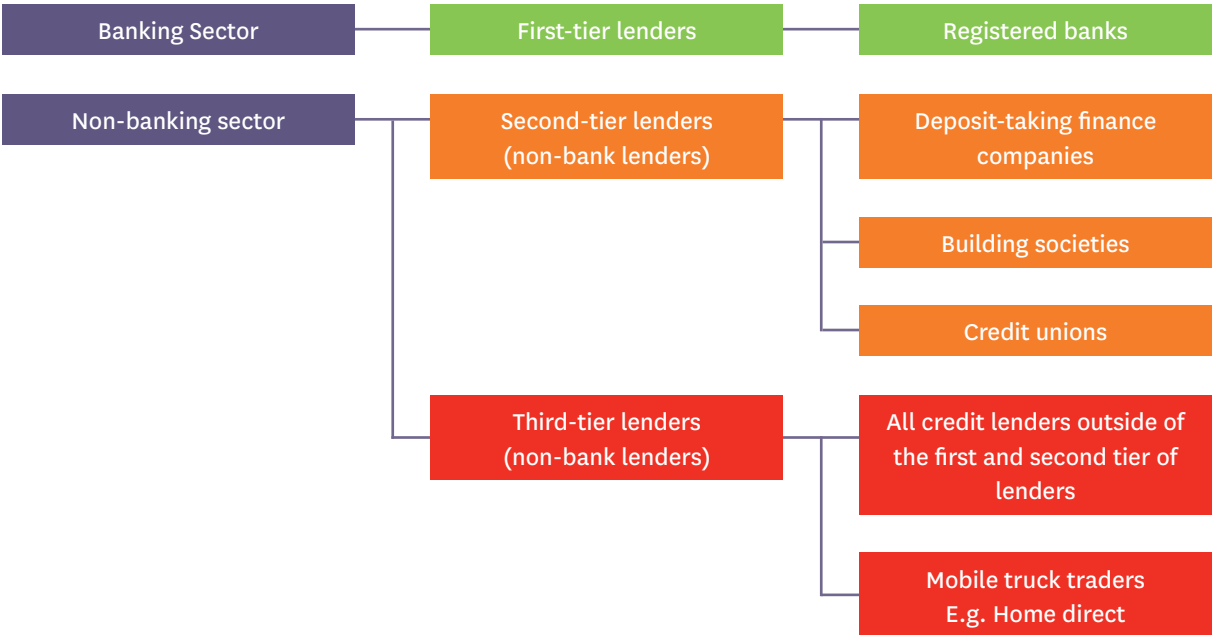 Banking Sector
First-tier lenders
Registered banks
Non-banking sector
Second-tier lenders
(non-bank lenders)
Deposit-taking finance
companies
Building societies
Credit unions
Third-tier lenders
(non-bank lenders)
All credit lenders outside of
the first and second tier of
lenders
Mobile truck traders
E.g. Home direct